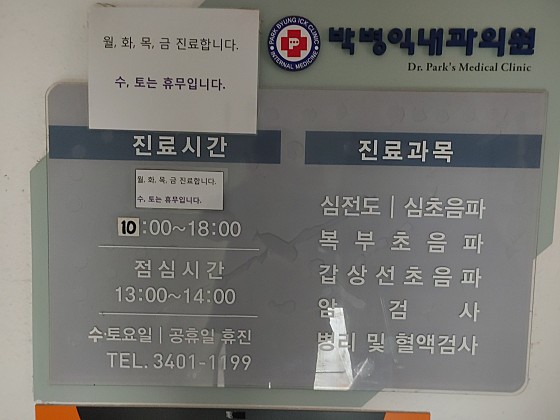 월, 화, 목, 금 진료합니다.
수, 토는 휴무입니다.
PARK BYUNG ICK CLINIC
INTERNAL MEDICINE
박병익내과의원
Dr. Park's Medical Clinic
진료시간
월, 화, 목, 금 진료합니다.
수, 토는 휴무입니다.
10:00~18:00
점심시간
13:00~14:00
수·토요일 | 공휴일 휴진
TEL. 3401-1199
진료과목
심전도 | 심초음파
복부초음파
갑상선초음파
암 검사
병리 및 혈액검사